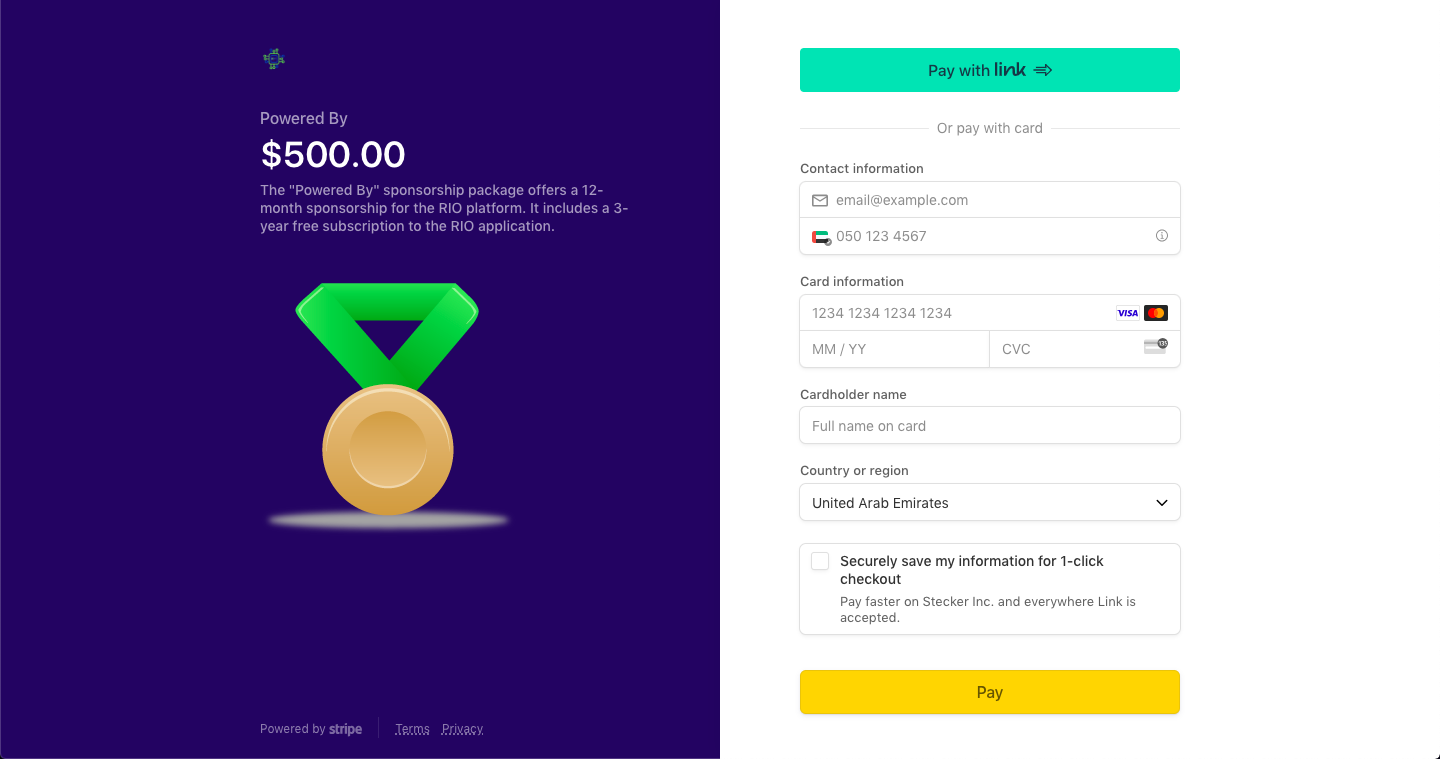 Powered By
$500.00
The "Powered By" sponsorship package offers a 12-
month sponsorship for the RIO platform. It includes a 3-
year free subscription to the RIO application.
Powered by stripe
Terms
Privacy
Pay with link
Or pay with card
Contact information
email@example.com
050 123 4567
Card information
1234 1234 1234 1234
VISA
MM / YY
CVC
135
Cardholder name
Full name on card
Country or region
United Arab Emirates
Securely save my information for 1-click
checkout
Pay faster on Stecker Inc. and everywhere Link is
accepted.
Pay